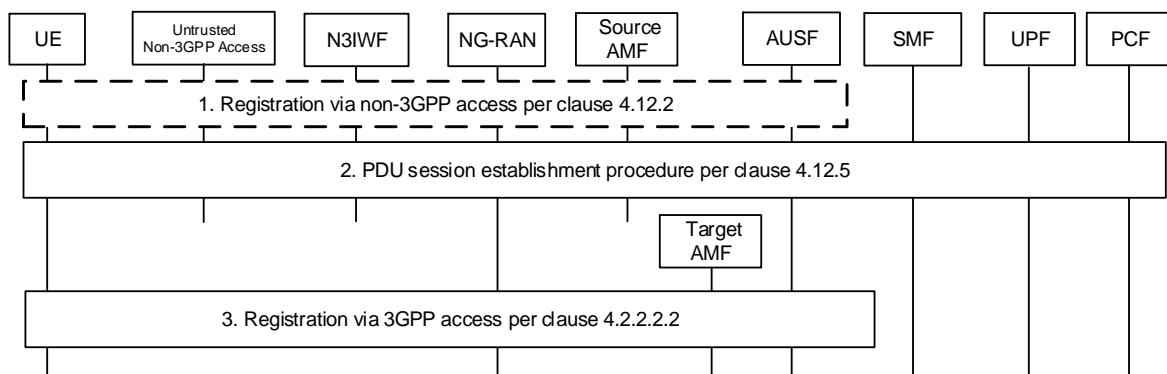 UE
Untrusted
Non-3GPP Access
N3IWF
NG-RAN
Source
AMF
AUSF
SMF
UPF
PCF
1. Registration via non-3GPP access per clause 4.12.2
2. PDU session establishment procedure per clause 4.12.5
Target
AMF
3. Registration via 3GPP access per clause 4.2.2.2.2